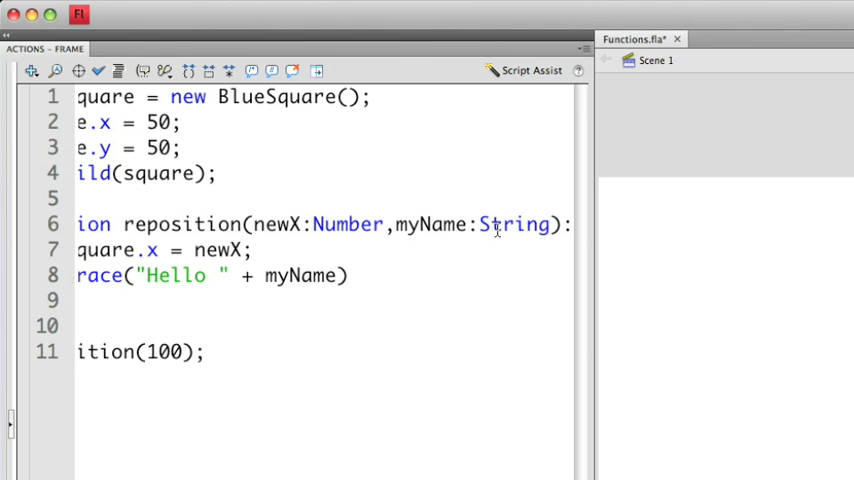 Fl
ACTIONS - FRAME
Functions.fla*
Scene 1
Script Assist
1 quare = new BlueSquare();
2 e.x = 50;
3 e.y = 50;
4 ild(square);
5
6 ion reposition(newX:Number,myName:String):
7 quare.x = newX;
8 race("Hello " + myName)
9
10
11 ition(100);